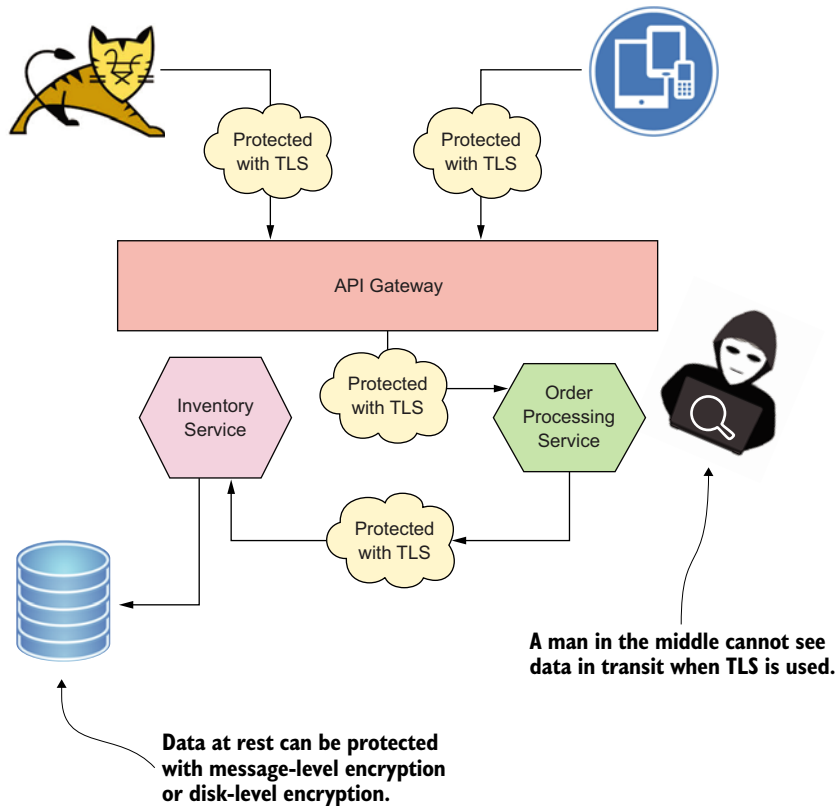 Protected
with TLS
Protected
with TLS
API Gateway
Protected
with TLS
Inventory
Service
Order
Processing
Service
Protected
with TLS
A man in the middle cannot see
data in transit when TLS is used.
Data at rest can be protected
with message-level encryption
or disk-level encryption.